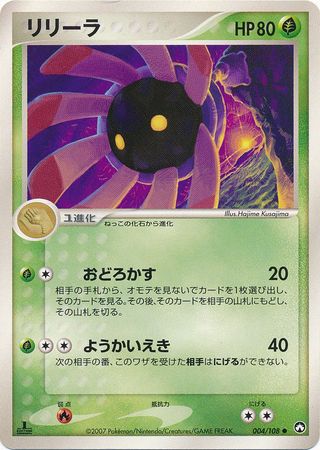 リリーラ HP80
Illus. Hajime Kusajima
1進化 ねっこの化石から進化
おどろかす 20
相手の手札から、オモテを見ないでカードを1枚選び出し、
そのカードを見る。その後、そのカードを相手の山札にもどし、
その山札を切る。
ようかいえき 40
次の相手の番、このワザを受けた相手はにげるができない。
弱点 抵抗力 にげる
1
©2007 Pokémon/Nintendo/Creatures/GAME FREAK.
004/108